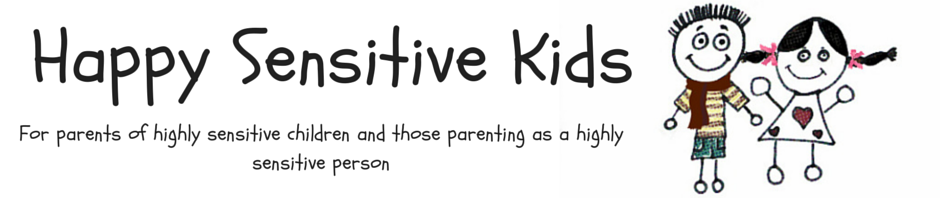 Happy Sensitive Kids
For parents of highly sensitive children and those parenting as a highly
sensitive person